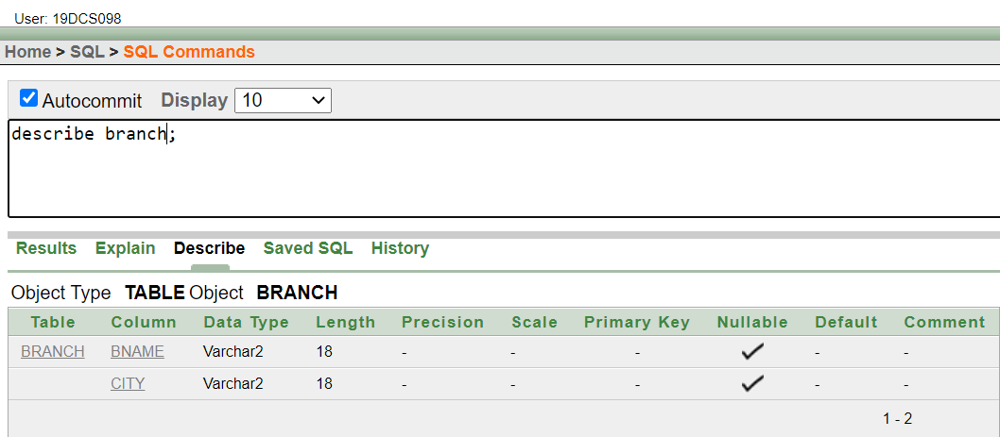 User: 19DCS098
Home > SQL > SQL Commands
Autocommit Display 10
describe branch;
Results Explain Describe Saved SQL History
Object Type TABLE Object BRANCH
Table Column Data Type Length Precision Scale Primary Key Nullable Default Comment
BRANCH BNAME Varchar2 18 - - - - -
CITY Varchar2 18 - - - - -
1 - 2